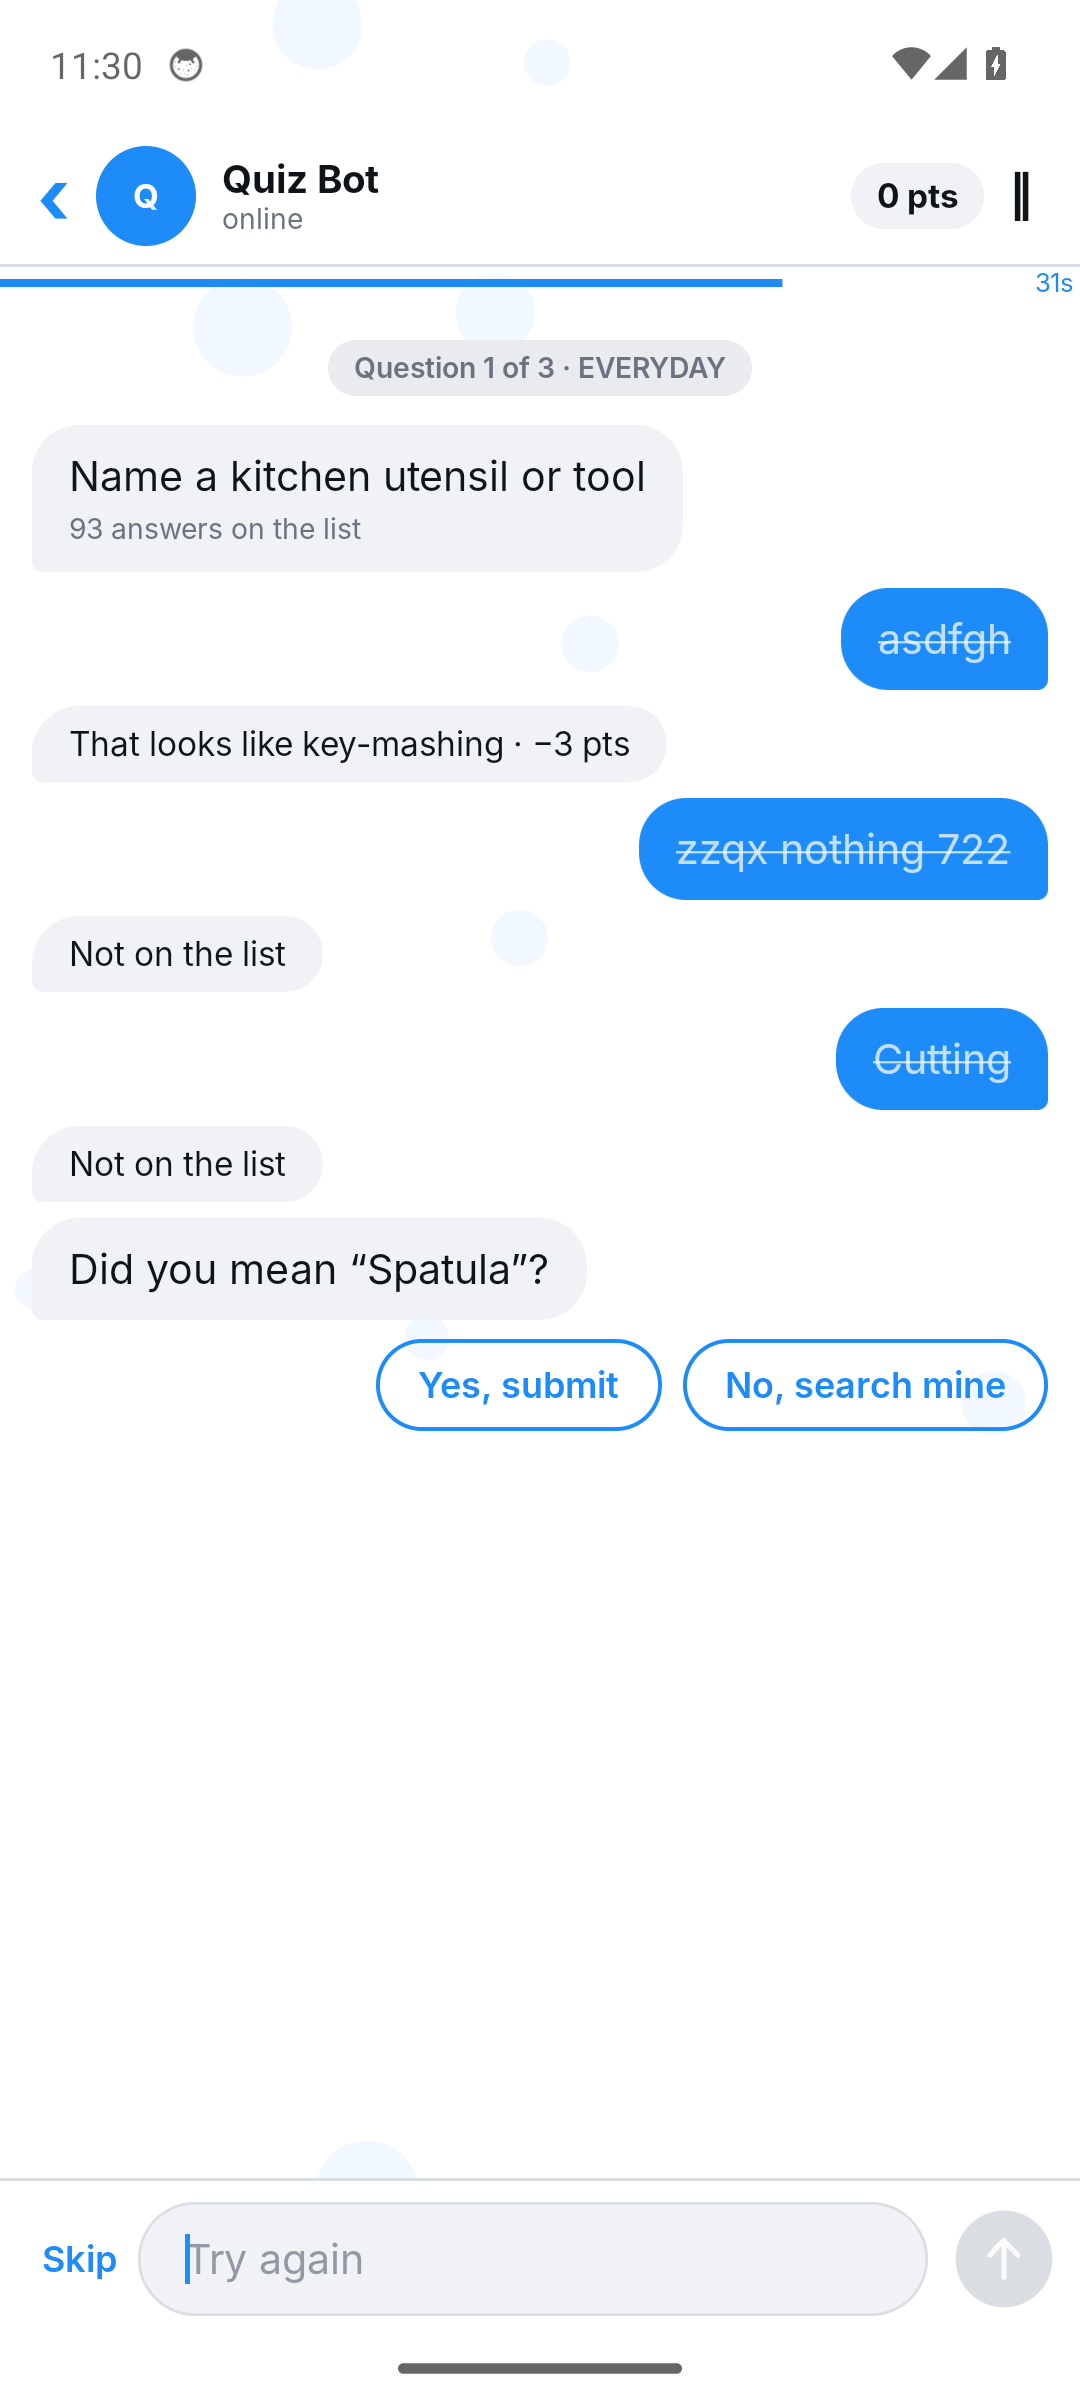 11:30
Q
Quiz Bot
online
0 pts
31s
Question 1 of 3 · EVERYDAY
Name a kitchen utensil or tool
93 answers on the list
asdfgh
That looks like key-mashing · −3 pts
zzqx nothing 722
Not on the list
Cutting
Not on the list
Did you mean “Spatula”?
Yes, submit
No, search mine
Skip
Try again